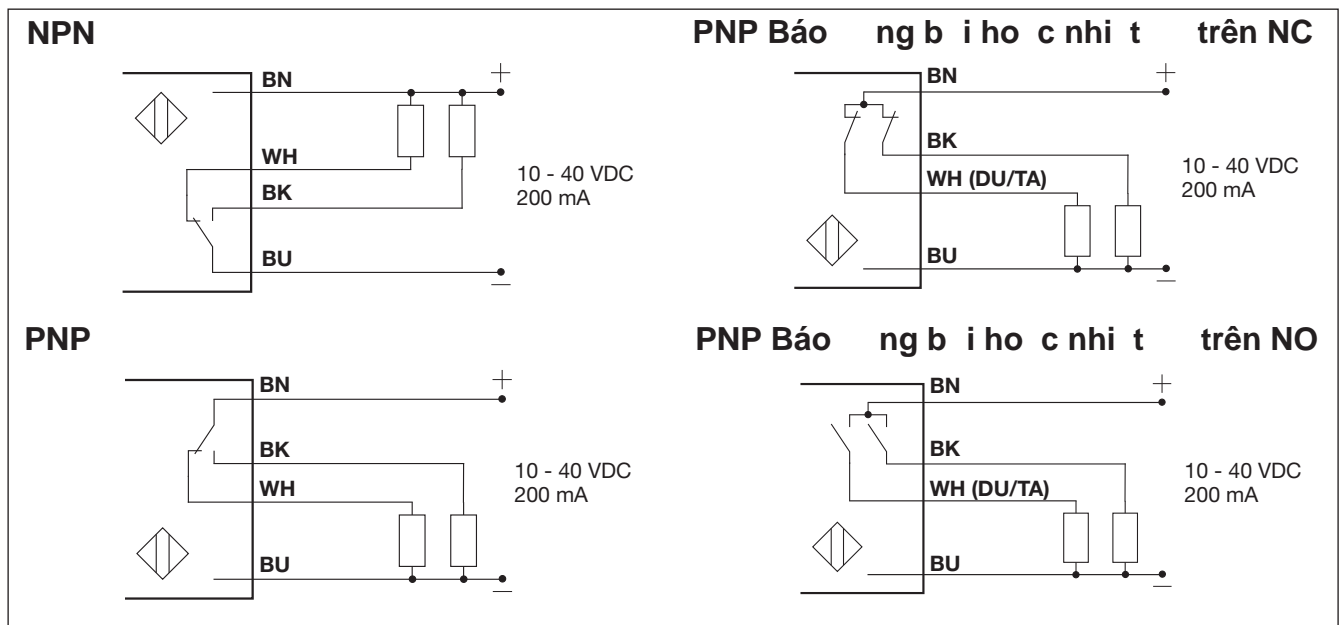 NPN
BN
+
WH
BK
BU
–
10 - 40 VDC
200 mA
PNP Báo ng b i ho c nhi t trên NC
BN
+
BK
WH (DU/TA)
BU
–
10 - 40 VDC
200 mA
PNP
BN
+
BK
WH
BU
–
10 - 40 VDC
200 mA
PNP Báo ng b i ho c nhi t trên NO
BN
+
BK
WH (DU/TA)
BU
–
10 - 40 VDC
200 mA